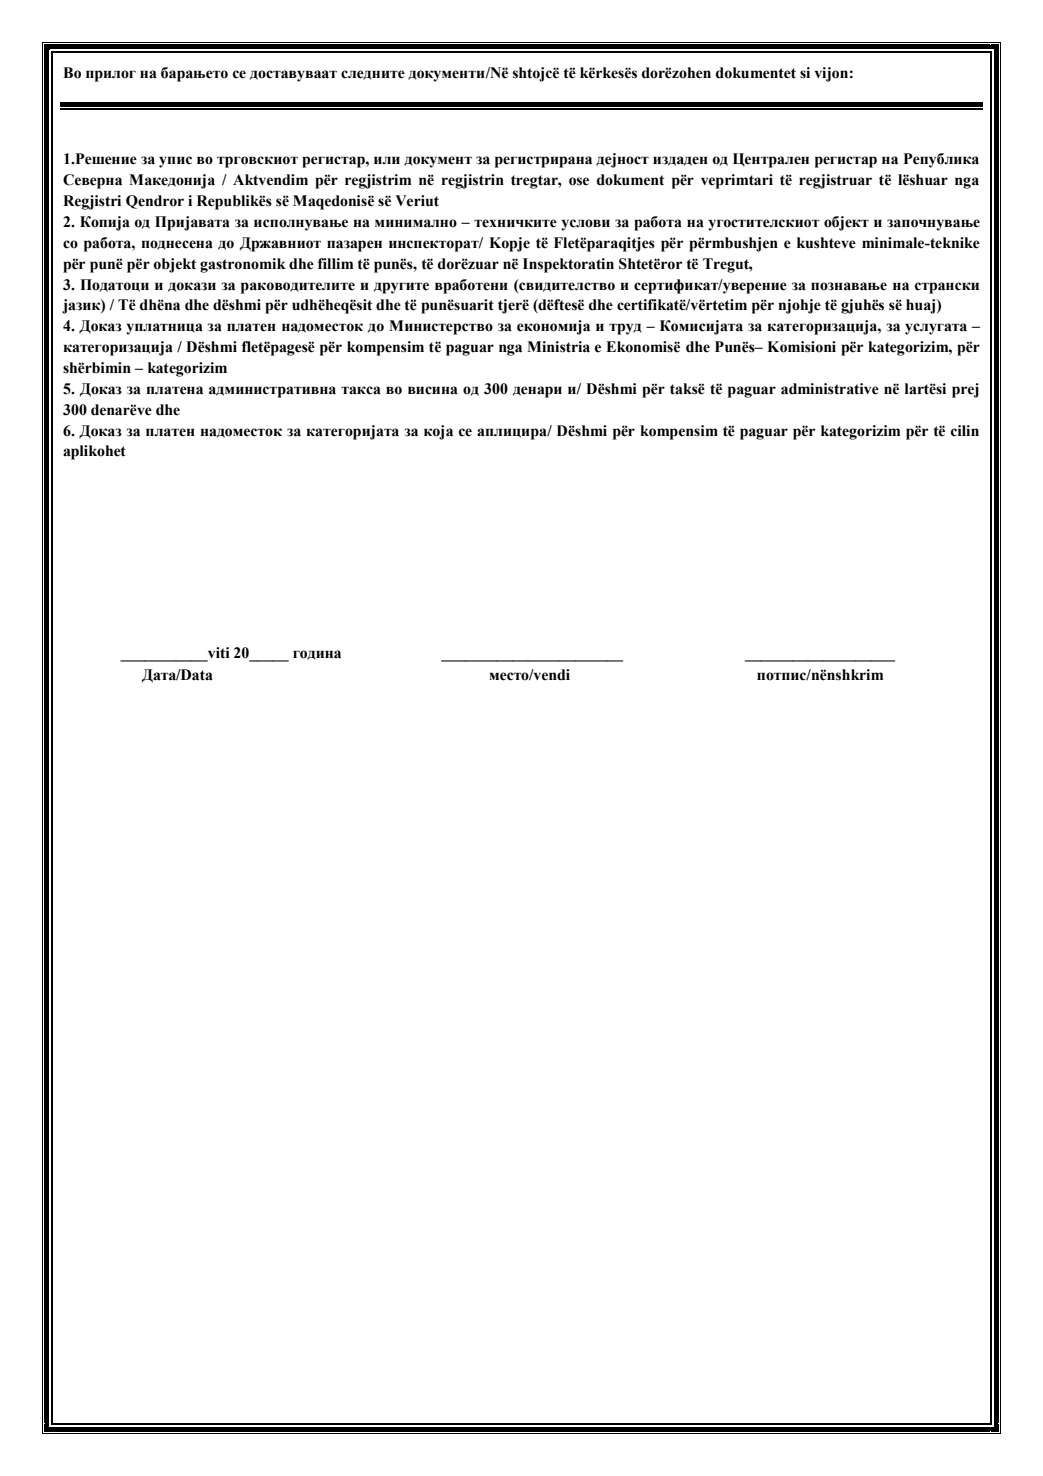 Во прилог на барањето се доставуваат следните документи/Në shtojcë të kërkesës dorëzohen dokumentet si vijon:
1.Решение за упис во трговскиот регистар, или документ за регистрирана дејност издаден од Централен регистар на Република
Северна Македонија / Aktvendim për regjistrim në regjistrin tregtar, ose dokument për veprimtari të regjistruar të lëshuar nga
Regjistri Qendror i Republikës së Maqedonisë së Veriut
2. Копија од Пријавата за исполнување на минимално – техничките услови за работа на угостителскиот објект и започнување
со работа, поднесена до Државниот пазарен инспекторат/ Kopje të Fletëparaqitjes për përmbushjen e kushteve minimale-teknike
për punë për objekt gastronomik dhe fillim të punës, të dorëzuar në Inspektoratin Shtetëror të Tregut,
3. Податоци и докази за раководителите и другите вработени (свидителство и сертификат/уверение за познавање на странски
јазик) / Të dhëna dhe dëshmi për udhëheqësit dhe të punësuarit tjerë (dëftesë dhe certifikatë/vërtetim për njohje të gjuhës së huaj)
4. Доказ уплатница за платен надоместок до Министерство за економија и труд – Комисијата за категоризација, за услугата –
категоризација / Dëshmi fletëpagesë për kompensim të paguar nga Ministria e Ekonomisë dhe Punës– Komisioni për kategorizim, për
shërbimin – kategorizim
5. Доказ за платена административна такса во висина од 300 денари и/ Dëshmi për taksë të paguar administrative në lartësi prej
300 denarëve dhe
6. Доказ за платен надоместок за категоријата за која се аплицира/ Dëshmi për kompensim të paguar për kategorizim për të cilin
aplikohet
___________viti 20_____ година _______________________ ___________________
Дата/Data место/vendi потпис/nënshkrim